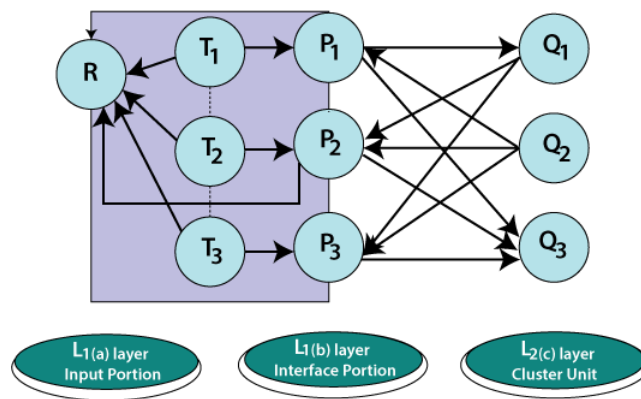 T1 P1 Q1
R
T2 P2 Q2
T3 P3 Q3
L1(a) layer
Input Portion
L1(b) layer
Interface Portion
L2(c) layer
Cluster Unit